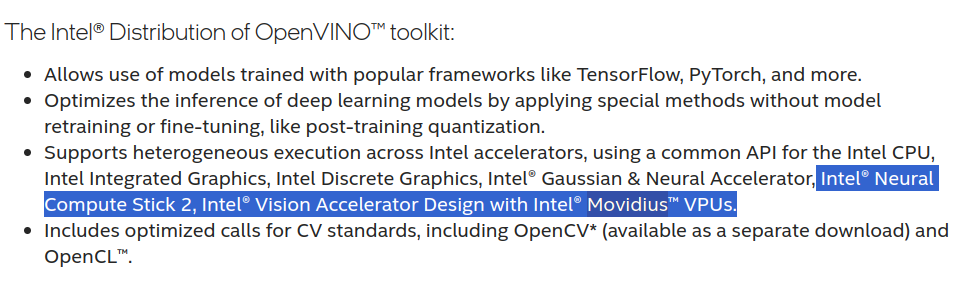 The Intel® Distribution of OpenVINO™ toolkit:
• Allows use of models trained with popular frameworks like TensorFlow, PyTorch, and more.
• Optimizes the inference of deep learning models by applying special methods without model
retraining or fine-tuning, like post-training quantization.
• Supports heterogeneous execution across Intel accelerators, using a common API for the Intel CPU,
Intel Integrated Graphics, Intel Discrete Graphics, Intel® Gaussian & Neural Accelerator, Intel® Neural
Compute Stick 2, Intel® Vision Accelerator Design with Intel® Movidius™ VPUs.
• Includes optimized calls for CV standards, including OpenCV* (available as a separate download) and
OpenCL™.